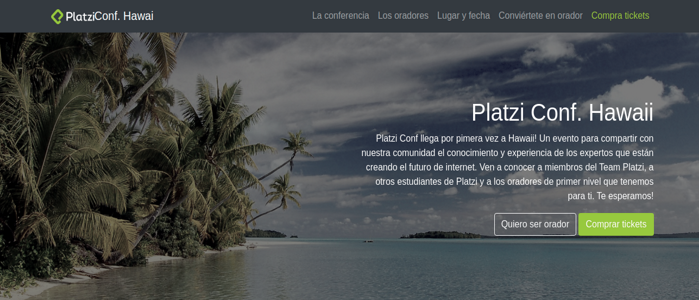 PlatziConf. Hawai
La conferencia Los oradores Lugar y fecha Conviértete en orador Compra tickets
Platzi Conf. Hawaii
Platzi Conf llega por pimera vez a Hawaii! Un evento para compartir con
nuestra comunidad el conocimiento y experiencia de los expertos que están
creando el futuro de internet. Ven a conocer a miembros del Team Platzi, a
otros estudiantes de Platzi y a los oradores de primer nivel que tenemos
para ti. Te esperamos!
Quiero ser orador Comprar tickets